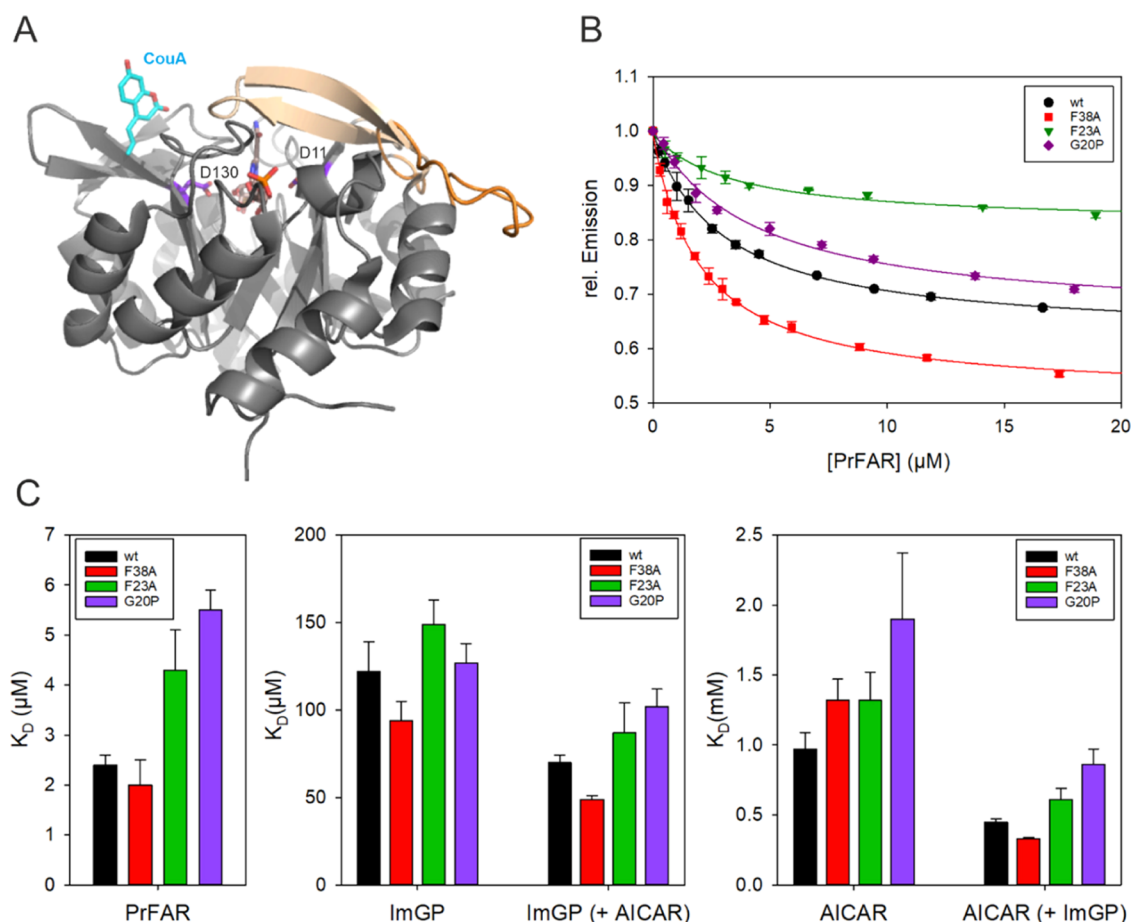 A
CouA
D130
D11
B
1.1
1.0
0.9
0.8
0.7
0.6
0.5
rel. Emission
0
5
10
15
20
[PrFAR] (µM)
wt
F38A
F23A
G20P
C
7
6
5
4
3
2
1
0
K_D (µM)
wt
F38A
F23A
G20P
PrFAR
200
150
100
50
0
K_D(µM)
wt
F38A
F23A
G20P
ImGP
ImGP (+ AICAR)
2.5
2.0
1.5
1.0
0.5
0.0
K_D(mM)
wt
F38A
F23A
G20P
AICAR
AICAR (+ ImGP)